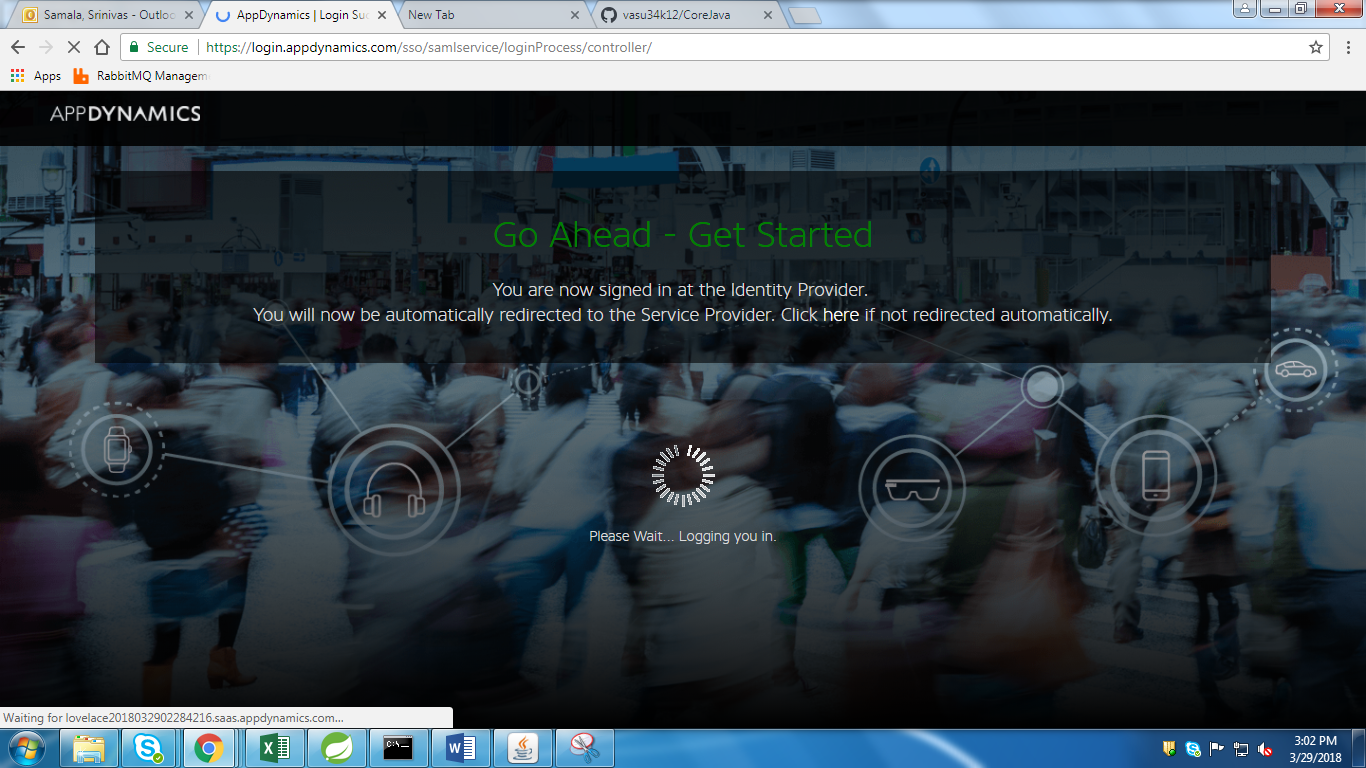 Samala, Srinivas - Outloo
AppDynamics | Login Suc
New Tab
vasu34k12/CoreJava
Secure
https://login.appdynamics.com/sso/samlservice/loginProcess/controller/
Apps
RabbitMQ Managem
APPDYNAMICS
Go Ahead - Get Started
You are now signed in at the Identity Provider.
You will now be automatically redirected to the Service Provider. Click here if not redirected automatically.
Please Wait... Logging you in.
Waiting for lovelace2018032902284216.saas.appdynamics.com...
C:\_
3:02 PM
3/29/2018